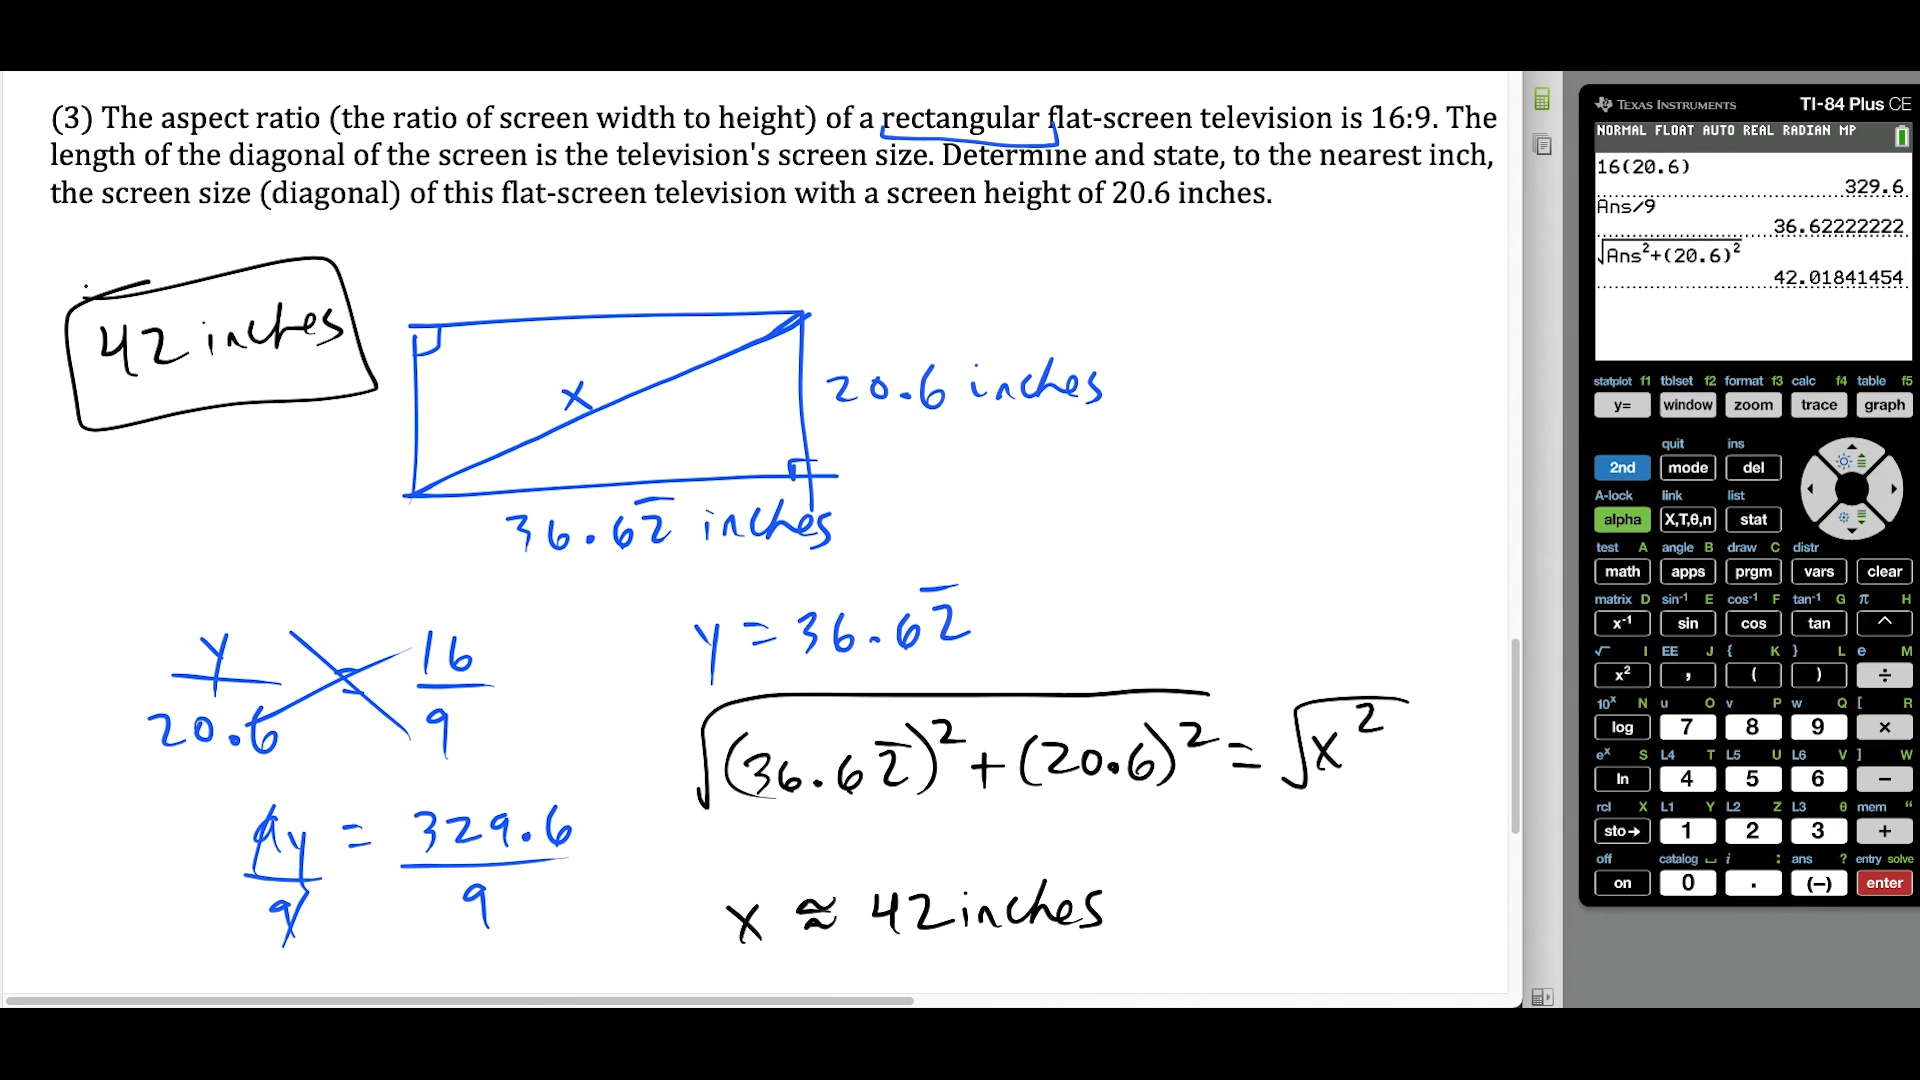 (3) The aspect ratio (the ratio of screen width to height) of a rectangular flat-screen television is 16:9. The
length of the diagonal of the screen is the television's screen size. Determine and state, to the nearest inch,
the screen size (diagonal) of this flat-screen television with a screen height of 20.6 inches.
42 inches
x
20.6 inches
36.62̅ inches
y/20.6 = 16/9
9y/9 = 329.6/9
y = 36.62̅
√(36.62̅)² + (20.6)² = √x²
x ≈ 42 inches
TEXAS INSTRUMENTS TI-84 Plus CE
NORMAL FLOAT AUTO REAL RADIAN MP
16(20.6)
329.6
Ans/9
36.62222222
√Ans²+(20.6)²
42.01841454
statplot f1 tblset f2 format f3 calc f4 table f5
y= window zoom trace graph
quit ins
2nd mode del
A-lock link list
alpha X,T,θ,n stat
test A angle B draw C distr
math apps prgm vars clear
matrix D sin⁻¹ E cos⁻¹ F tan⁻¹ G π H
x⁻¹ sin cos tan ^
√ I EE J { K } L e M
x² , ( ) ÷
10ˣ N u O v P w Q [ R
log 7 8 9 ×
eˣ S L4 T L5 U L6 V ] W
ln 4 5 6 −
rcl X L1 Y L2 Z L3 θ mem "
sto→ 1 2 3 +
off catalog ⎵ i : ans ? entry solve
on 0 . (−) enter